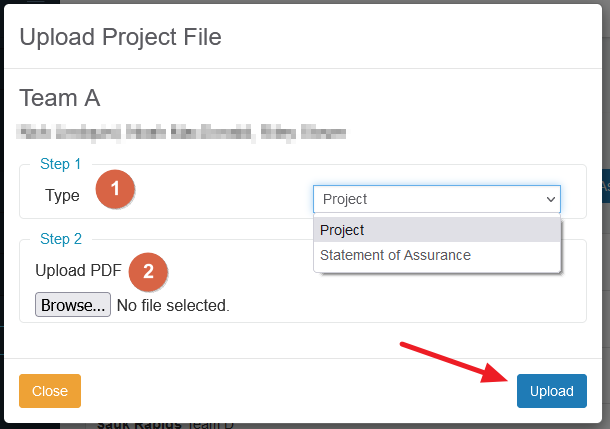 Upload Project File
Team A
Step 1
Type
1
Project
Project
Statement of Assurance
Step 2
Upload PDF
2
Browse... No file selected.
Close
Upload
Team D